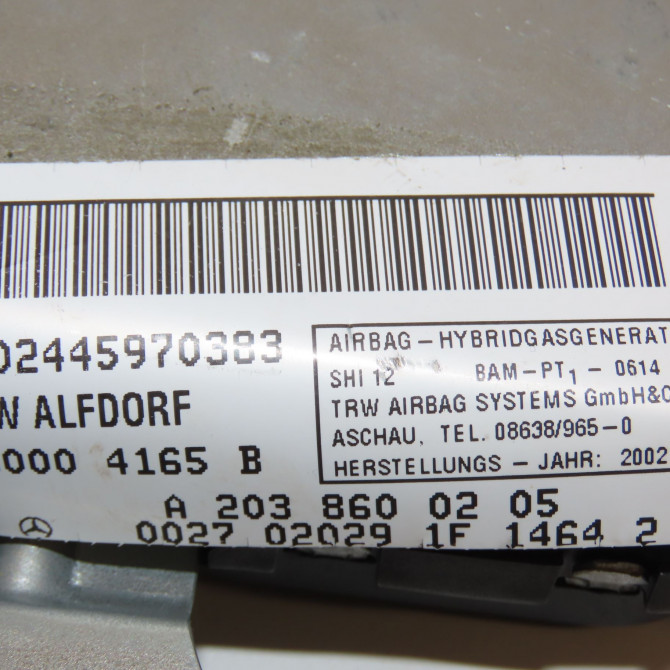 02445970383
W ALFDORF
000 4165 B
AIRBAG - HYBRIDGASGENERAT
SHI 12 BAM-PT1 - 0614
TRW AIRBAG SYSTEMS GmbH&C
ASCHAU, TEL. 08638/965-0
HERSTELLUNGS - JAHR: 2002
A 203 860 02 05
0027 02029 1F 1464 2